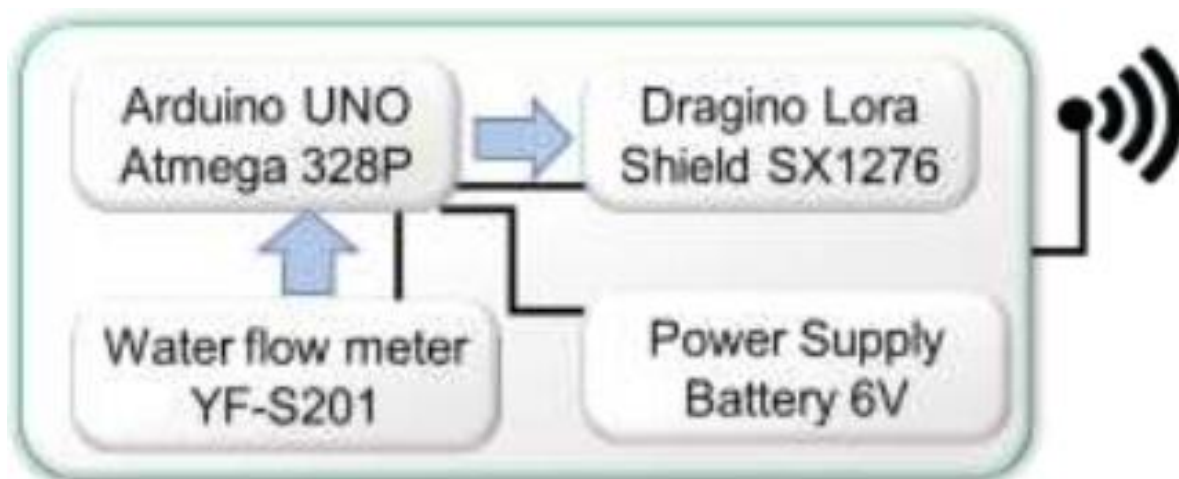 Arduino UNO
Atmega 328P
Dragino Lora
Shield SX1276
Water flow meter
YF-S201
Power Supply
Battery 6V